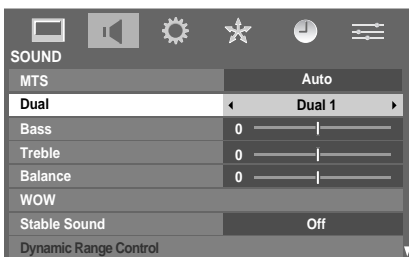 SOUND
MTS Auto
Dual Dual 1
Bass 0
Treble 0
Balance 0
WOW
Stable Sound Off
Dynamic Range Control